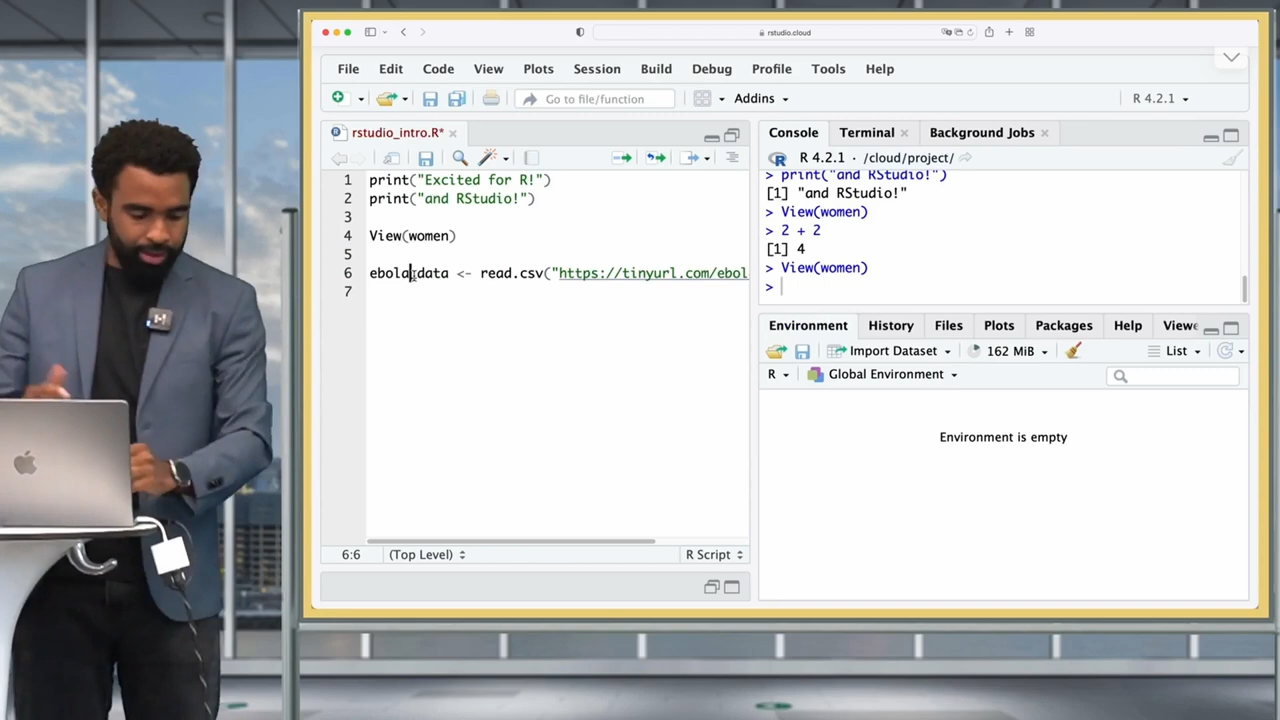 rstudio.cloud
File Edit Code View Plots Session Build Debug Profile Tools Help
Go to file/function Addins R 4.2.1
rstudio_intro.R*
1 print("Excited for R!")
2 print("and RStudio!")
3
4 View(women)
5
6 ebola_data <- read.csv("https://tinyurl.com/ebol
7
6:6 (Top Level) R Script
Console Terminal Background Jobs
R 4.2.1 · /cloud/project/
> print("and RStudio!")
[1] "and RStudio!"
> View(women)
> 2 + 2
[1] 4
> View(women)
>
Environment History Files Plots Packages Help Viewe
Import Dataset 162 MiB List
R Global Environment
Environment is empty